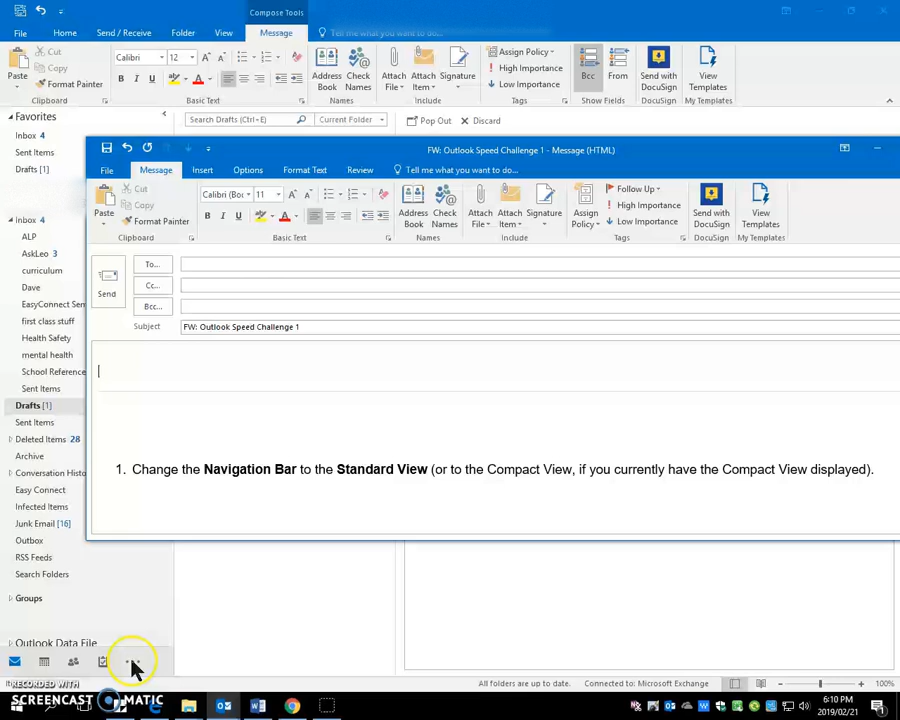 Compose Tools
File Home Send / Receive Folder View Message Tell me what you want to do...
Paste Cut Copy Format Painter Clipboard
Calibri 12 B I U A Basic Text
Address Book Check Names Names
Attach File Attach Item Signature Include
Assign Policy High Importance Low Importance Tags
Bcc From Show Fields
Send with DocuSign DocuSign
View Templates My Templates
Favorites
Inbox 4
Sent Items
Drafts [1]
Search Drafts (Ctrl+E) Current Folder Pop Out Discard
FW: Outlook Speed Challenge 1 - Message (HTML)
File Message Insert Options Format Text Review Tell me what you want to do...
Paste Cut Copy Format Painter Clipboard
Calibri (Boc 11 A A B I U A Basic Text
Address Book Check Names Names
Attach File Attach Item Signature Include
Assign Policy Follow Up High Importance Low Importance Tags
Send with DocuSign DocuSign
View Templates My Templates
Send
To...
Cc...
Bcc...
Subject FW: Outlook Speed Challenge 1
1. Change the Navigation Bar to the Standard View (or to the Compact View, if you currently have the Compact View displayed).
Inbox 4
ALP
AskLeo 3
curriculum
Dave
EasyConnect Sen
first class stuff
Health Safety
mental health
School Reference
Sent Items
Drafts [1]
Sent Items
Deleted Items 28
Archive
Conversation Histo
Easy Connect
Infected Items
Junk Email [16]
Outbox
RSS Feeds
Search Folders
Groups
Outlook Data File
RECORDED WITH
SCREENCAST MATIC
All folders are up to date. Connected to: Microsoft Exchange 100%
6:10 PM
2019/02/21